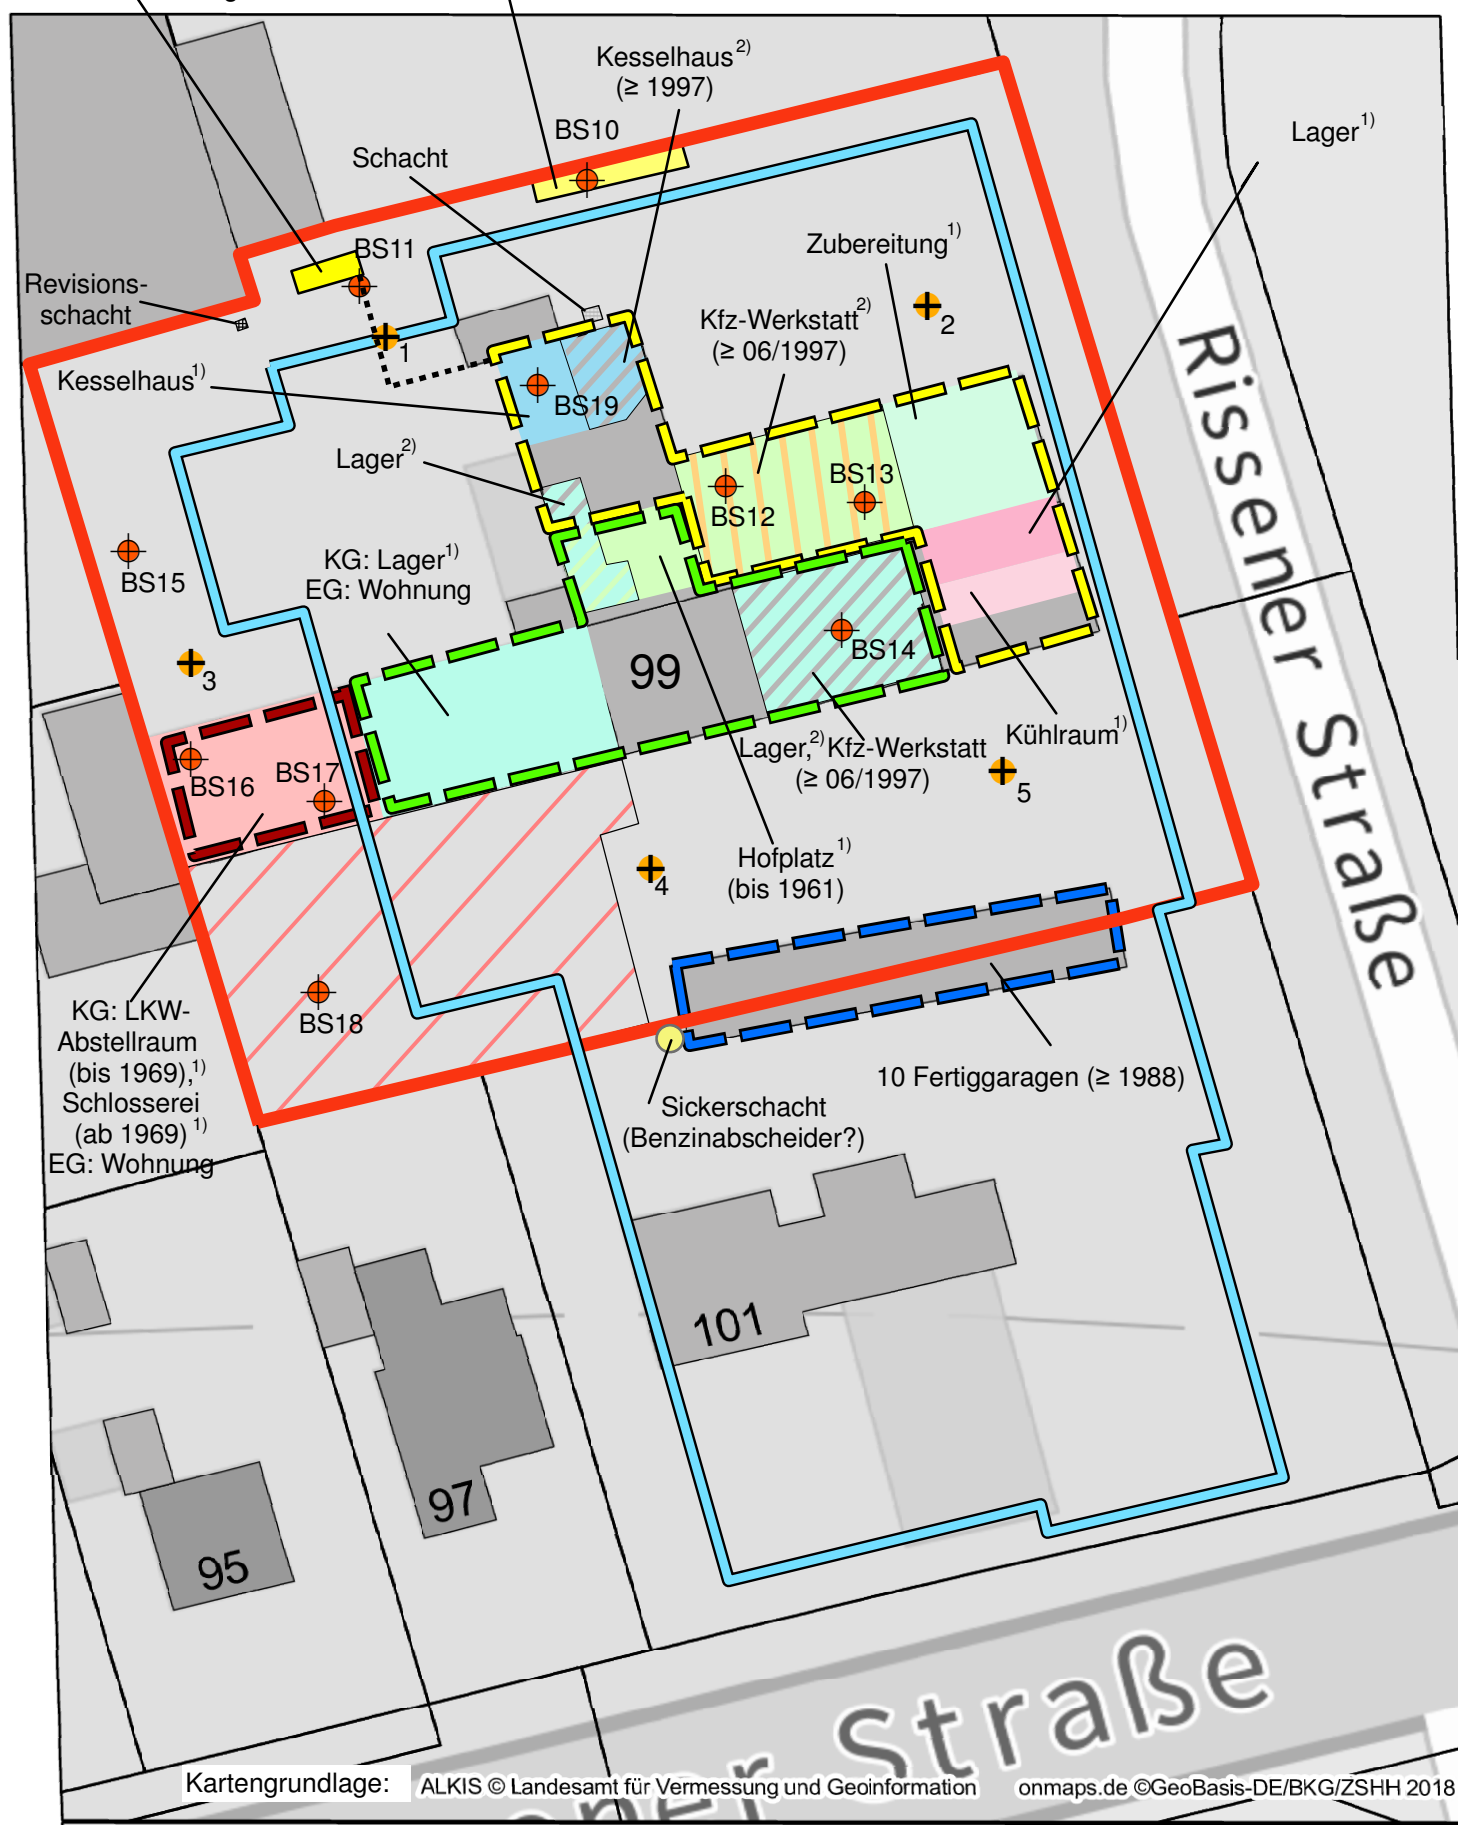 Kesselhaus²⁾
(≥ 1997)
BS10
Lager¹⁾
Schacht
Zubereitung¹⁾
BS11
Revisions-
schacht
2
Kfz-Werkstatt²⁾
(≥ 06/1997)
1
Kesselhaus¹⁾
BS19
Rissener Straße
Lager²⁾
BS13
BS12
KG: Lager¹⁾
EG: Wohnung
BS15
BS14
99
3
Kühlraum¹⁾
Lager,²⁾ Kfz-Werkstatt
(≥ 06/1997)
BS16
BS17
5
Hofplatz¹⁾
(bis 1961)
4
BS18
KG: LKW-
Abstellraum
(bis 1969),¹⁾
Schlosserei
(ab 1969)¹⁾
EG: Wohnung
10 Fertiggaragen (≥ 1988)
Sickerschacht
(Benzinabscheider?)
101
97
95
Straße
Kartengrundlage: ALKIS © Landesamt für Vermessung und Geoinformation onmaps.de ©GeoBasis-DE/BKG/ZSHH 2018